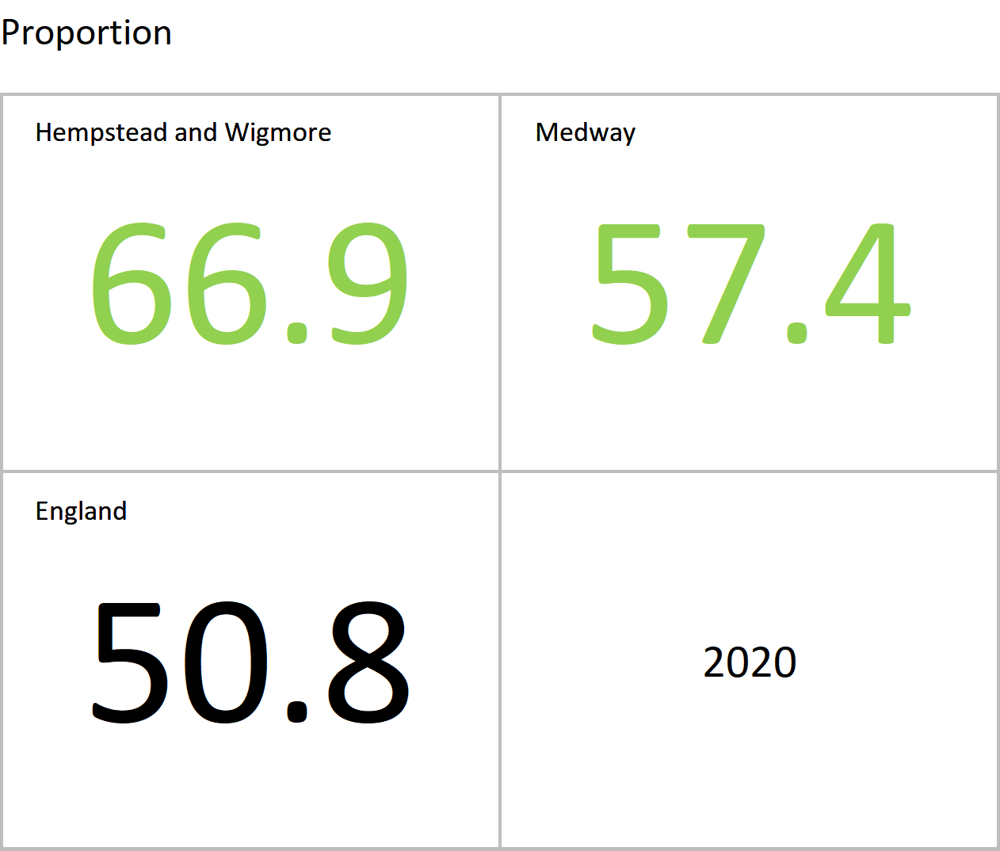 Proportion
Hempstead and Wigmore
66.9
Medway
57.4
England
50.8
2020